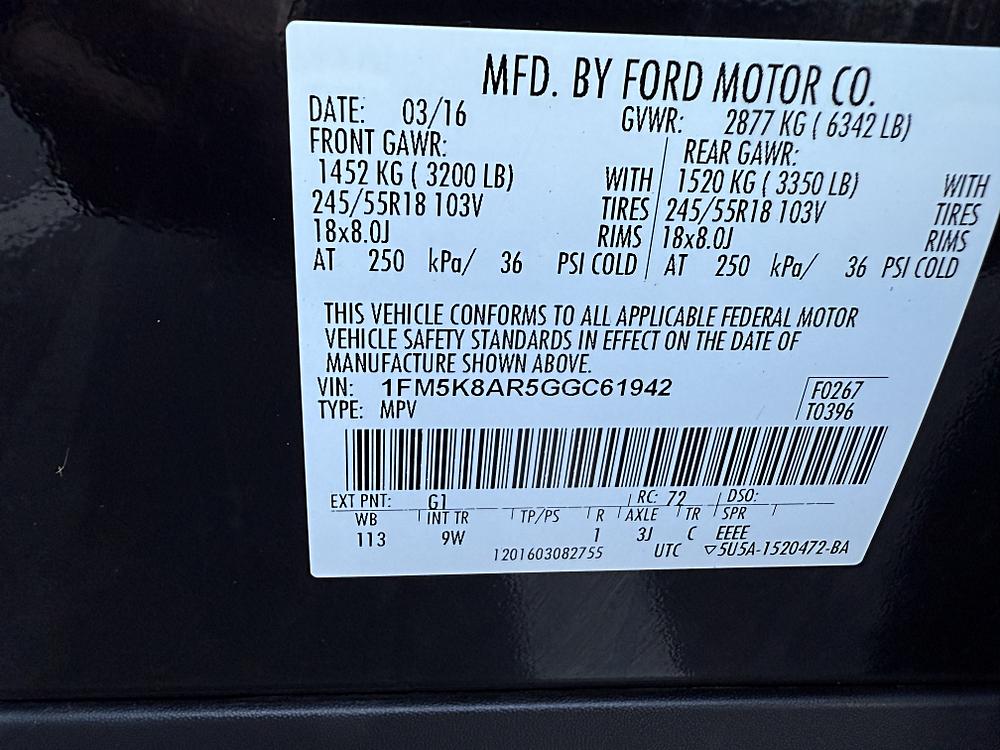 MFD. BY FORD MOTOR CO.
DATE: 03/16 GVWR: 2877 KG ( 6342 LB)
FRONT GAWR: REAR GAWR:
1452 KG ( 3200 LB) WITH 1520 KG ( 3350 LB) WITH
245/55R18 103V TIRES 245/55R18 103V TIRES
18x8.0J RIMS 18x8.0J RIMS
AT 250 kPa/ 36 PSI COLD AT 250 kPa/ 36 PSI COLD
THIS VEHICLE CONFORMS TO ALL APPLICABLE FEDERAL MOTOR
VEHICLE SAFETY STANDARDS IN EFFECT ON THE DATE OF
MANUFACTURE SHOWN ABOVE.
VIN: 1FM5K8AR5GGC61942 F0267
TYPE: MPV T0396
EXT PNT: G1 RC: 72 DSO:
WB INT TR TP/PS R AXLE TR SPR
113 9W 1 3J C EEEE
1201603082755 UTC ▽5U5A-1520472-BA